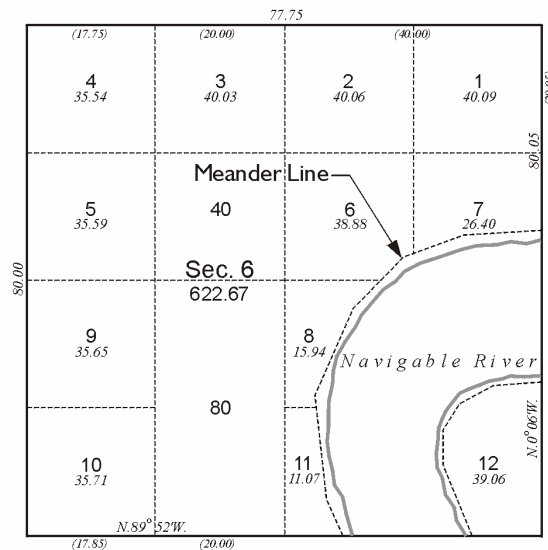 77.75
(17.75) (20.00) (40.00)
4 3 2 1
35.54 40.03 40.06 40.09
80.05
Meander Line
5 40 6 7
35.59 38.88 26.40
Sec. 6
80.00
622.67
9 8
35.65 15.94
Navigable River
80
N.0°06'W.
10 11 12
35.71 11.07 39.06
N.89°52'W.
(17.85) (20.00)